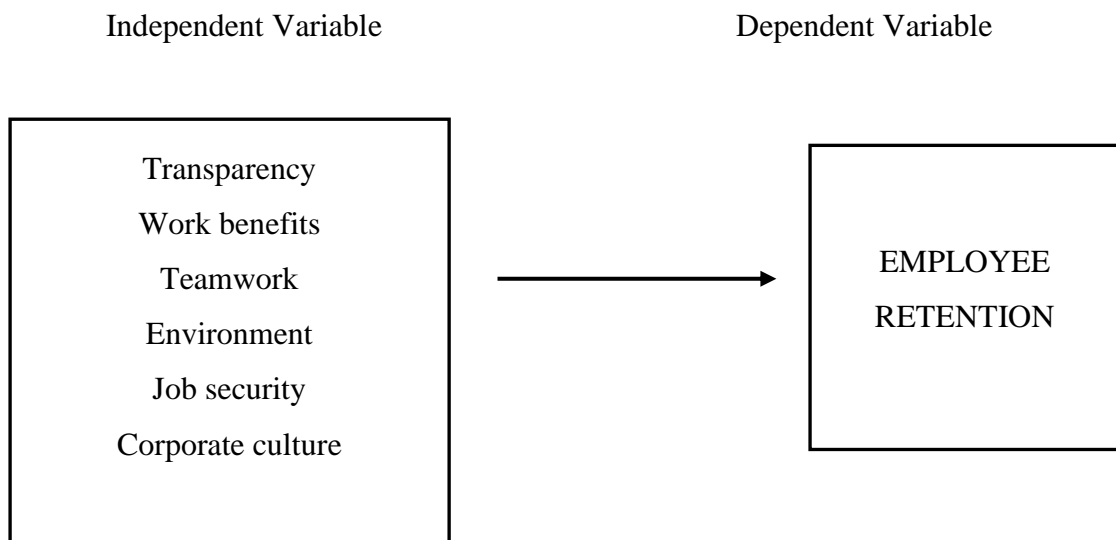 Independent Variable
Dependent Variable
Transparency
Work benefits
Teamwork
Environment
Job security
Corporate culture
EMPLOYEE
RETENTION